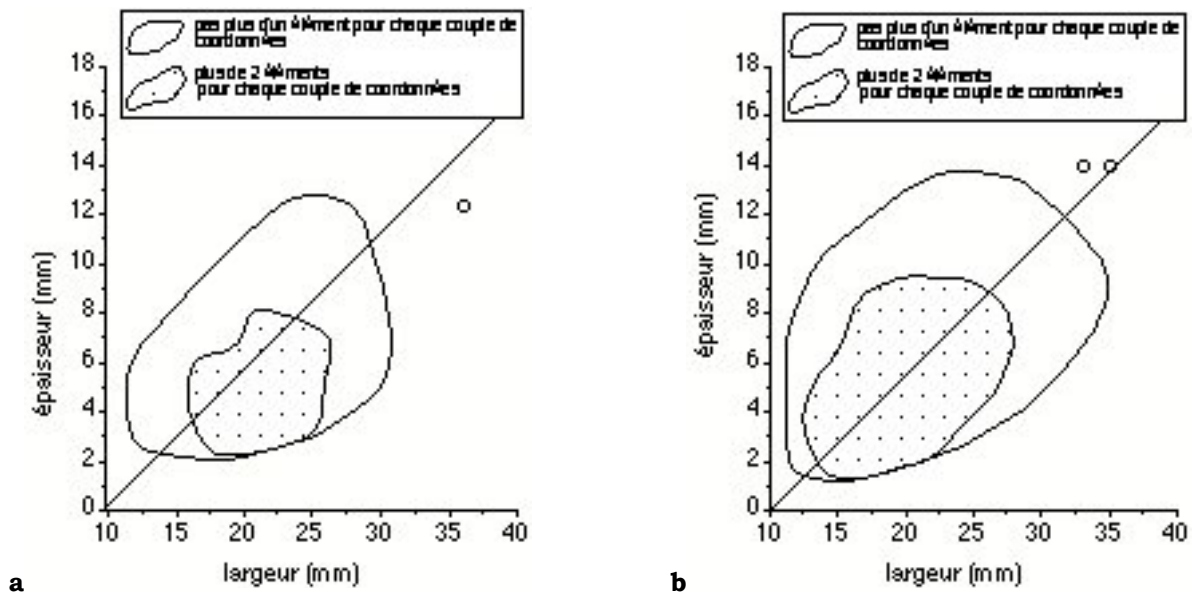 pas plus d'un pour chaque couple de
plus de 2
pour chaque couple de
18
16
14
12
10
8
6
4
2
0
épaisseur (mm)
10 15 20 25 30 35 40
largeur (mm)
a
pas plus d'un pour chaque couple de
plus de 2
pour chaque couple de
18
16
14
12
10
8
6
4
2
0
épaisseur (mm)
10 15 20 25 30 35 40
largeur (mm)
b